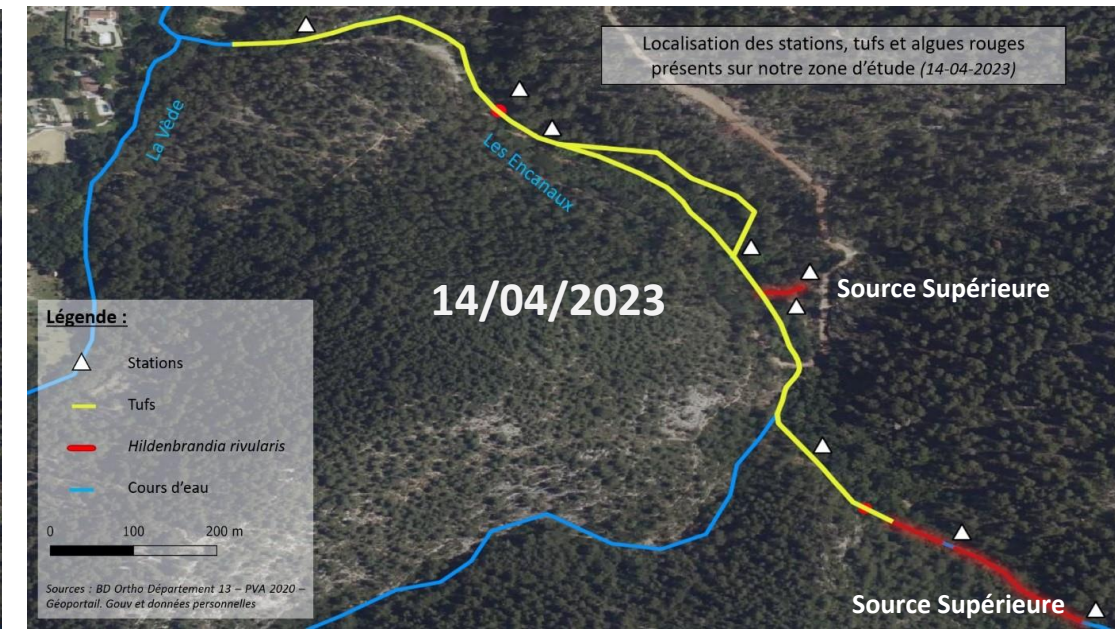 Localisation des stations, tufs et algues rouges
présents sur notre zone d'étude (14-04-2023)
La Vède
Les Encanaux
14/04/2023
Source Supérieure
Légende :
Stations
Tufs
Hildenbrandia rivularis
Cours d'eau
0 100 200 m
Sources : BD Ortho Département 13 – PVA 2020 –
Géoportail. Gouv et données personnelles
Source Supérieure